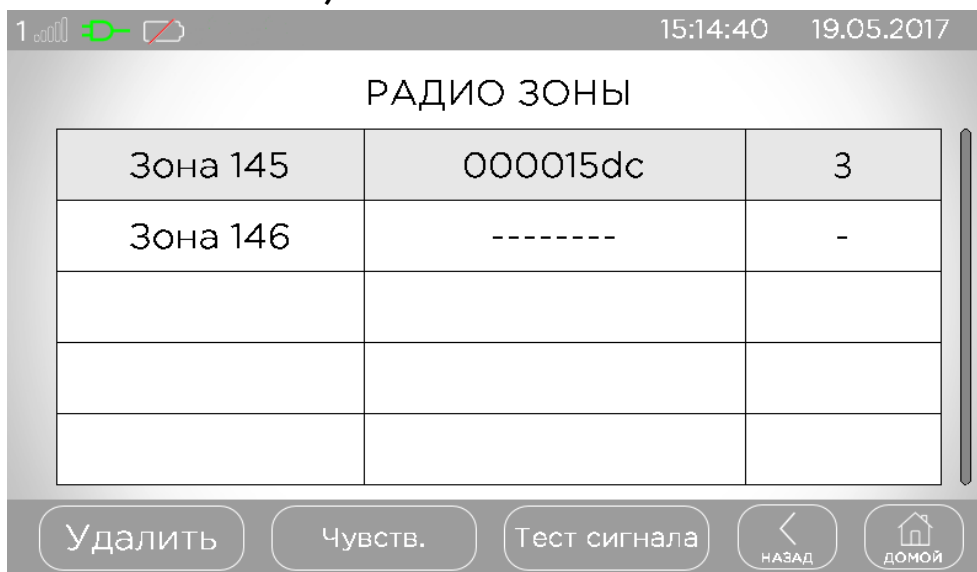 1 15:14:40 19.05.2017
РАДИО ЗОНЫ
Зона 145 000015dc 3
Зона 146 -------- -
Удалить Чувств. Тест сигнала НАЗАД ДОМОЙ